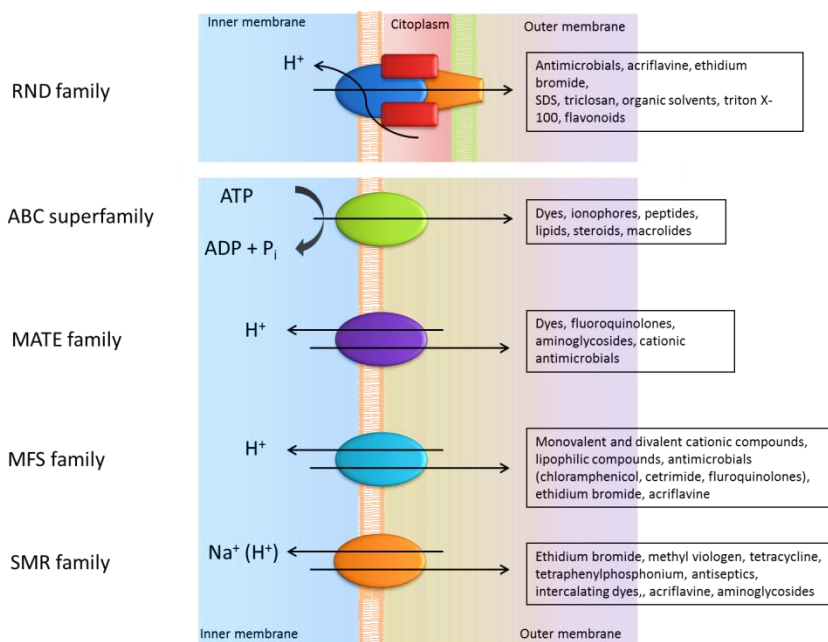 Inner membrane
Citoplasm
Outer membrane
RND family
H⁺
Antimicrobials, acriflavine, ethidium
bromide,
SDS, triclosan, organic solvents, triton X-
100, flavonoids
ABC superfamily
ATP
ADP + Pᵢ
Dyes, ionophores, peptides,
lipids, steroids, macrolides
MATE family
H⁺
Dyes, fluoroquinolones,
aminoglycosides, cationic
antimicrobials
MFS family
H⁺
Monovalent and divalent cationic compounds,
lipophilic compounds, antimicrobials
(chloramphenicol, cetrimide, fluroquinolones),
ethidium bromide, acriflavine
SMR family
Na⁺ (H⁺)
Ethidium bromide, methyl viologen, tetracycline,
tetraphenylphosphonium, antiseptics,
intercalating dyes,, acriflavine, aminoglycosides
Inner membrane
Outer membrane